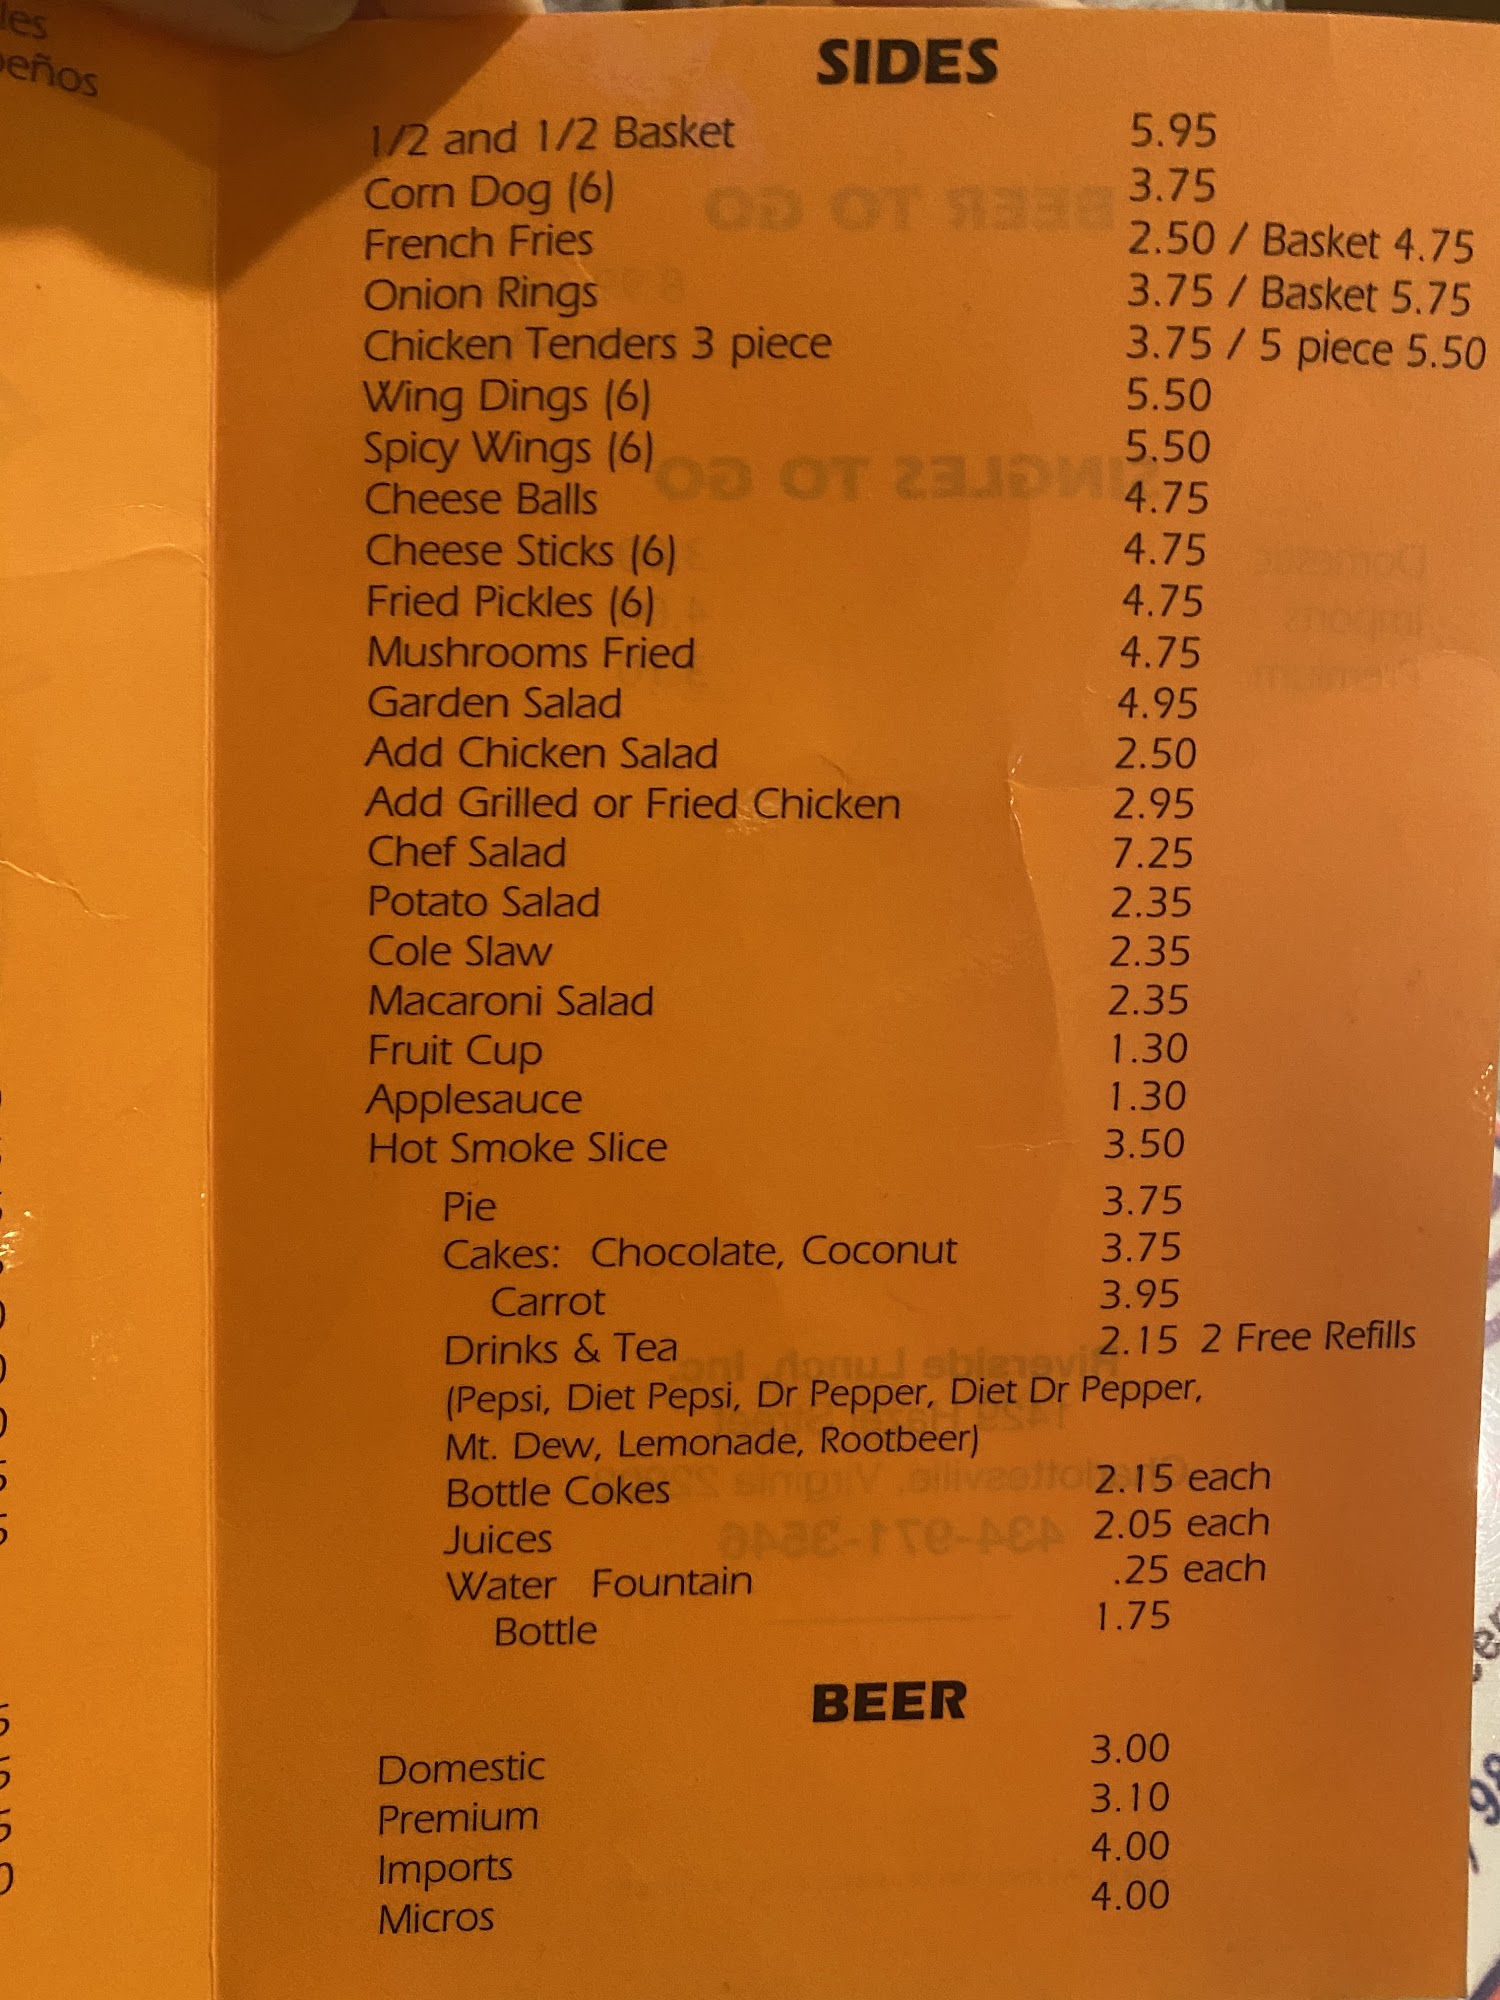 les
peños
SIDES
1/2 and 1/2 Basket 5.95
Corn Dog (6) 3.75
French Fries 2.50 / Basket 4.75
Onion Rings 3.75 / Basket 5.75
Chicken Tenders 3 piece 3.75 / 5 piece 5.50
Wing Dings (6) 5.50
Spicy Wings (6) 5.50
Cheese Balls 4.75
Cheese Sticks (6) 4.75
Fried Pickles (6) 4.75
Mushrooms Fried 4.75
Garden Salad 4.95
Add Chicken Salad 2.50
Add Grilled or Fried Chicken 2.95
Chef Salad 7.25
Potato Salad 2.35
Cole Slaw 2.35
Macaroni Salad 2.35
Fruit Cup 1.30
Applesauce 1.30
Hot Smoke Slice 3.50
Pie 3.75
Cakes: Chocolate, Coconut 3.75
Carrot 3.95
Drinks & Tea 2.15 2 Free Refills
(Pepsi, Diet Pepsi, Dr Pepper, Diet Dr Pepper,
Mt. Dew, Lemonade, Rootbeer)
Bottle Cokes 2.15 each
Juices 2.05 each
Water Fountain .25 each
Bottle 1.75
BEER
Domestic 3.00
Premium 3.10
Imports 4.00
Micros 4.00